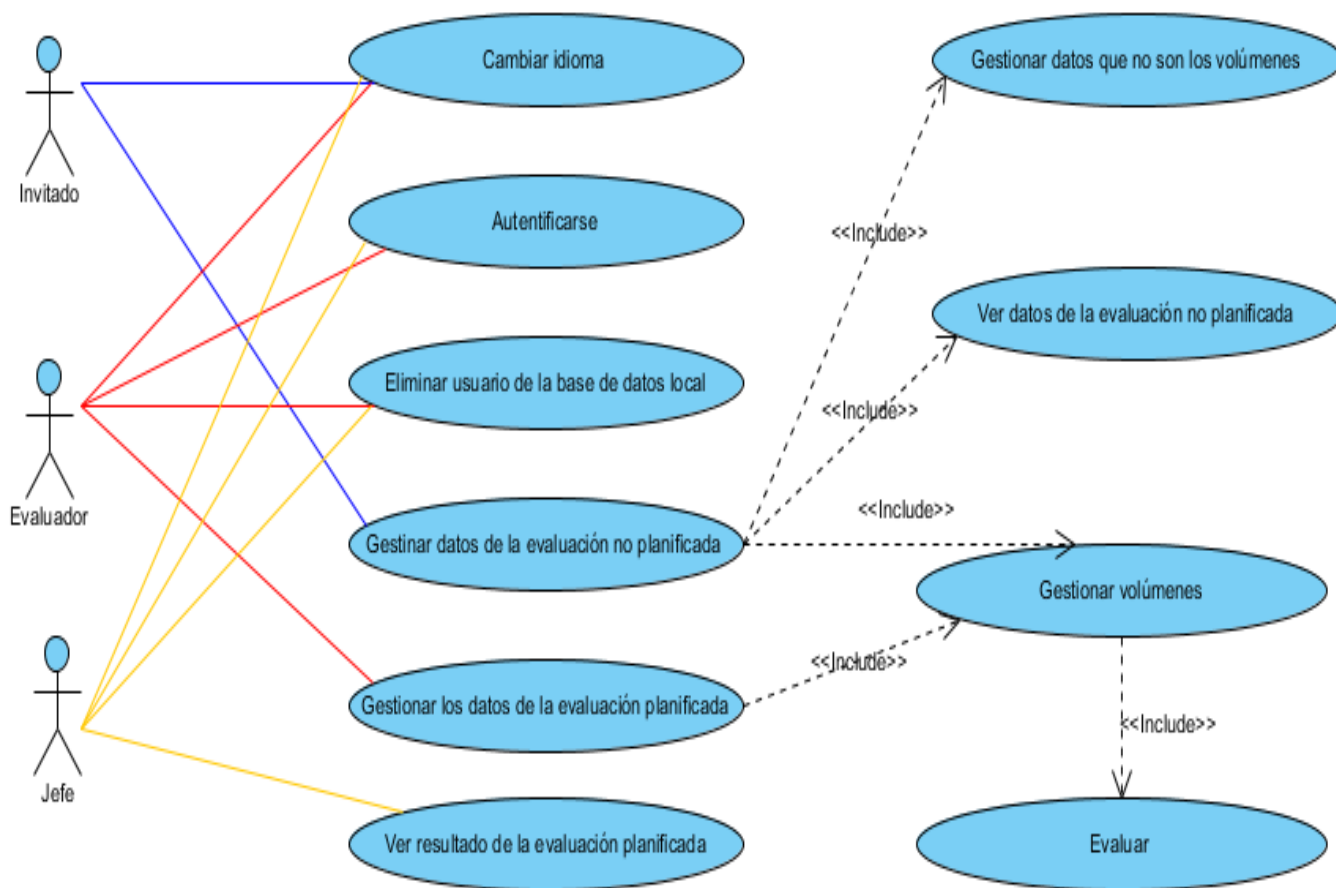 Cambiar idioma
Gestionar datos que no son los volúmenes
Invitado
Autentificarse
<<Include>>
Ver datos de la evaluación no planificada
Eliminar usuario de la base de datos local
<<Include>>
Evaluador
<<Include>>
Gestinar datos de la evaluación no planificada
Gestionar volúmenes
<<Include>>
Gestionar los datos de la evaluación planificada
<<Include>>
Jefe
Ver resultado de la evaluación planificada
Evaluar